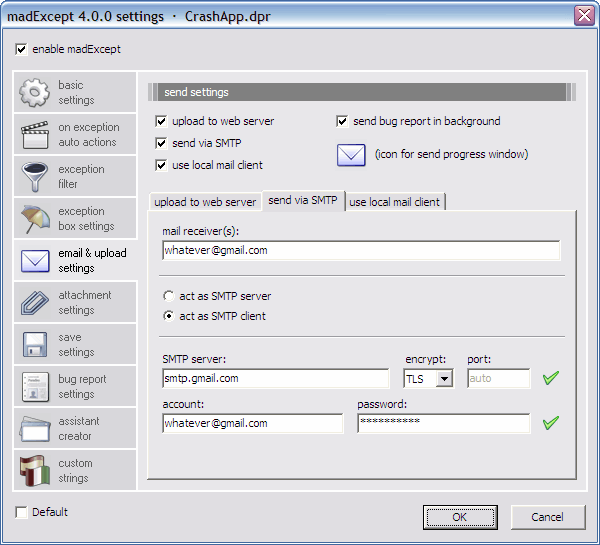 madExcept 4.0.0 settings · CrashApp.dpr
enable madExcept
basic
settings
on exception
auto actions
exception
filter
exception
box settings
email & upload
settings
attachment
settings
save
settings
bug report
settings
assistant
creator
custom
strings
send settings
upload to web server
send bug report in background
send via SMTP
use local mail client
(icon for send progress window)
upload to web server
send via SMTP
use local mail client
mail receiver(s):
whatever@gmail.com
act as SMTP server
act as SMTP client
SMTP server:
encrypt:
port:
smtp.gmail.com
TLS
auto
account:
password:
whatever@gmail.com
**********
Default
OK
Cancel